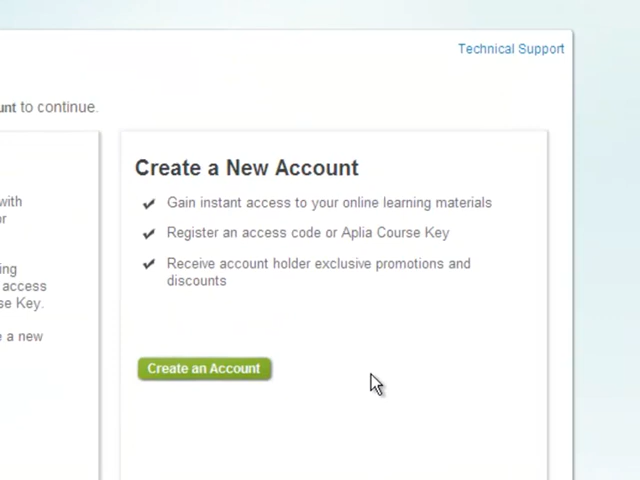 Technical Support
unt to continue.
Create a New Account
with
Gain instant access to your online learning materials
or
Register an access code or Aplia Course Key
ing
Receive account holder exclusive promotions and
access
discounts
se Key.
e a new
Create an Account